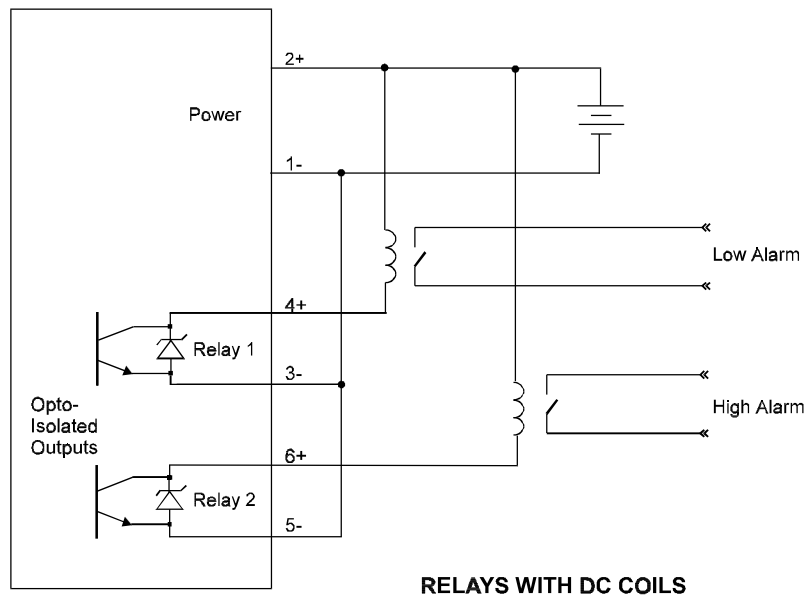 2+
Power
1-
Low Alarm
4+
Relay 1
3-
High Alarm
Opto-
Isolated
Outputs
6+
Relay 2
5-
RELAYS WITH DC COILS